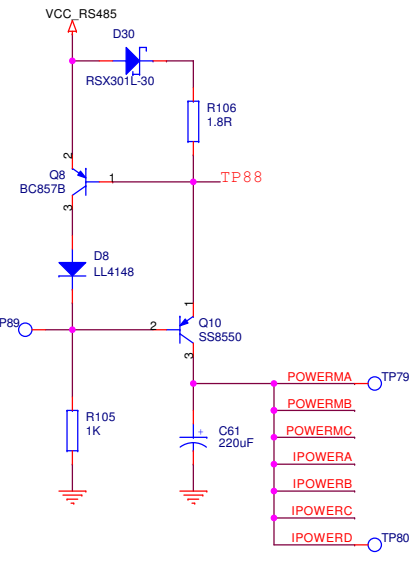 VCC_RS485
D30
RSX301L-30
R106
1.8R
2
Q8
BC857B
1
TP88
3
D8
LL4148
1
P89
2
Q10
SS8550
3
POWERMA
TP79
POWERMB
R105
1K
C61
220uF
+
POWERMC
IPOWERA
IPOWERB
IPOWERC
IPOWERD
TP80